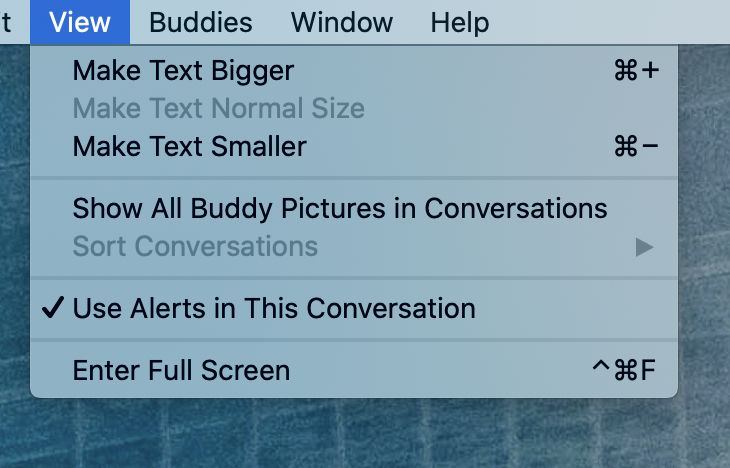 t View Buddies Window Help
Make Text Bigger ⌘+
Make Text Normal Size
Make Text Smaller ⌘−
Show All Buddy Pictures in Conversations
Sort Conversations ▶
✓ Use Alerts in This Conversation
Enter Full Screen ^⌘F